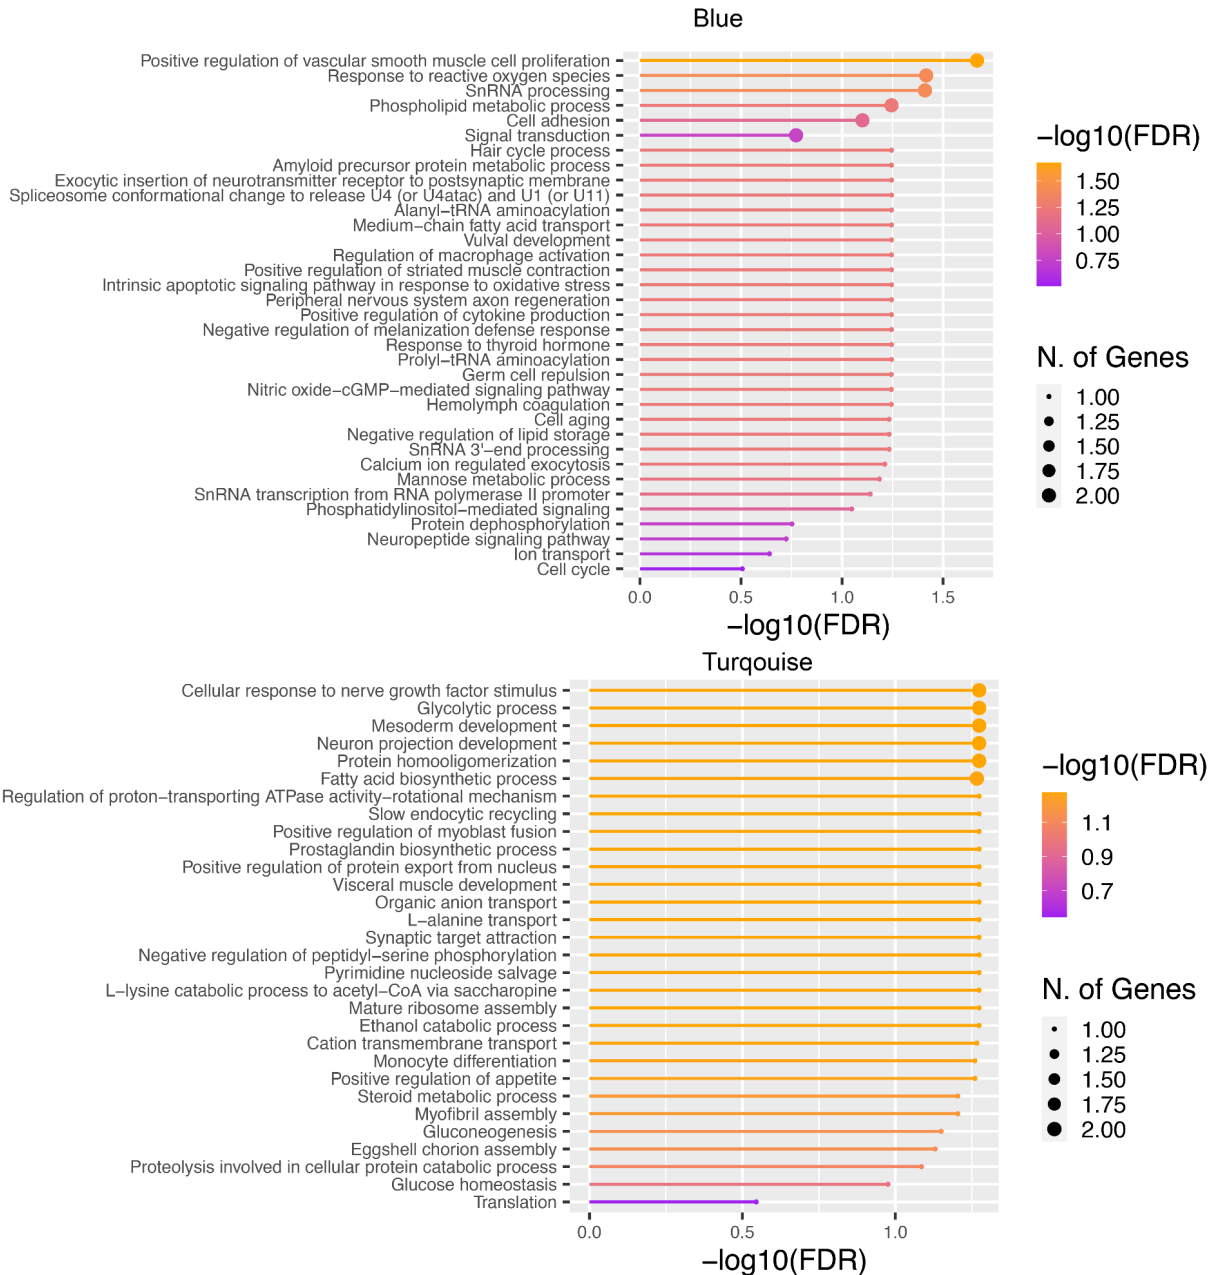 Blue
Positive regulation of vascular smooth muscle cell proliferation
Response to reactive oxygen species
SnRNA processing
Phospholipid metabolic process
Cell adhesion
Signal transduction
Hair cycle process
Amyloid precursor protein metabolic process
Exocytic insertion of neurotransmitter receptor to postsynaptic membrane
Spliceosome conformational change to release U4 (or U4atac) and U1 (or U11)
Alanyl−tRNA aminoacylation
Medium−chain fatty acid transport
Vulval development
Regulation of macrophage activation
Positive regulation of striated muscle contraction
Intrinsic apoptotic signaling pathway in response to oxidative stress
Peripheral nervous system axon regeneration
Positive regulation of cytokine production
Negative regulation of melanization defense response
Response to thyroid hormone
Prolyl−tRNA aminoacylation
Germ cell repulsion
Nitric oxide−cGMP−mediated signaling pathway
Hemolymph coagulation
Cell aging
Negative regulation of lipid storage
SnRNA 3'−end processing
Calcium ion regulated exocytosis
Mannose metabolic process
SnRNA transcription from RNA polymerase II promoter
Phosphatidylinositol−mediated signaling
Protein dephosphorylation
Neuropeptide signaling pathway
Ion transport
Cell cycle
0.0 0.5 1.0 1.5
−log10(FDR)
−log10(FDR)
1.50
1.25
1.00
0.75
N. of Genes
1.00
1.25
1.50
1.75
2.00
Turqouise
Cellular response to nerve growth factor stimulus
Glycolytic process
Mesoderm development
Neuron projection development
Protein homooligomerization
Fatty acid biosynthetic process
Regulation of proton−transporting ATPase activity−rotational mechanism
Slow endocytic recycling
Positive regulation of myoblast fusion
Prostaglandin biosynthetic process
Positive regulation of protein export from nucleus
Visceral muscle development
Organic anion transport
L−alanine transport
Synaptic target attraction
Negative regulation of peptidyl−serine phosphorylation
Pyrimidine nucleoside salvage
L−lysine catabolic process to acetyl−CoA via saccharopine
Mature ribosome assembly
Ethanol catabolic process
Cation transmembrane transport
Monocyte differentiation
Positive regulation of appetite
Steroid metabolic process
Myofibril assembly
Gluconeogenesis
Eggshell chorion assembly
Proteolysis involved in cellular protein catabolic process
Glucose homeostasis
Translation
0.0 0.5 1.0
−log10(FDR)
−log10(FDR)
1.1
0.9
0.7
N. of Genes
1.00
1.25
1.50
1.75
2.00